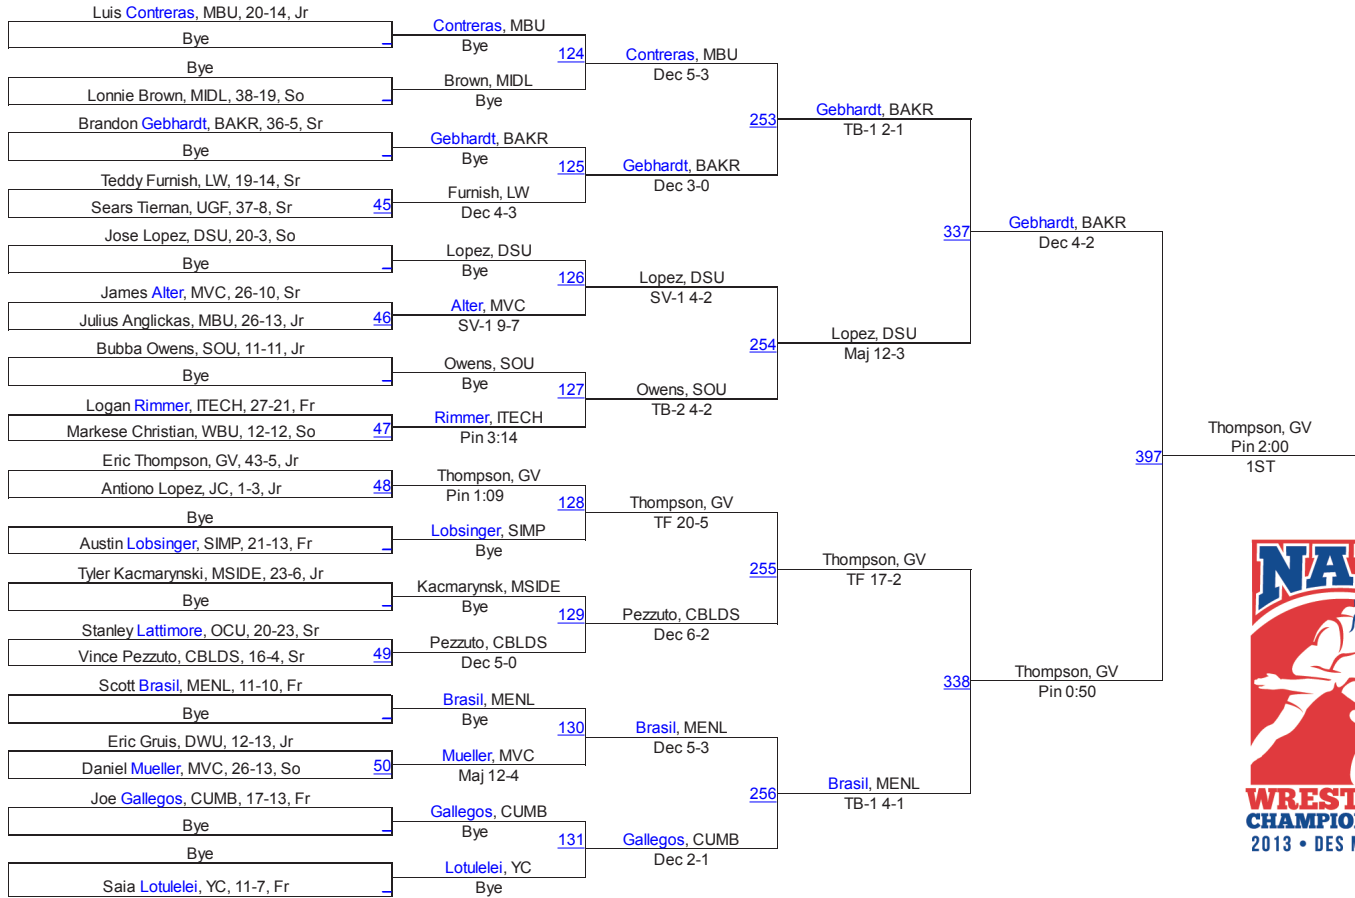 Luis Contreras, MBU, 20-14, Jr
Bye
Bye
Lonnie Brown, MIDL, 38-19, So
Brandon Gebhardt, BAKR, 36-5, Sr
Bye
Teddy Furnish, LW, 19-14, Sr
Sears Tiernan, UGF, 37-8, Sr
45
Jose Lopez, DSU, 20-3, So
Bye
James Alter, MVC, 26-10, Sr
Julius Anglickas, MBU, 26-13, Jr
46
Bubba Owens, SOU, 11-11, Jr
Bye
Logan Rimmer, ITECH, 27-21, Fr
Markese Christian, WBU, 12-12, So
47
Eric Thompson, GV, 43-5, Jr
Antiono Lopez, JC, 1-3, Jr
48
Bye
Austin Lobsinger, SIMP, 21-13, Fr
Tyler Kacmarynski, MSIDE, 23-6, Jr
Bye
Stanley Lattimore, OCU, 20-23, Sr
Vince Pezzuto, CBLDS, 16-4, Sr
49
Scott Brasil, MENL, 11-10, Fr
Bye
Eric Gruis, DWU, 12-13, Jr
Daniel Mueller, MVC, 26-13, So
50
Joe Gallegos, CUMB, 17-13, Fr
Bye
Bye
Saia Lotulelei, YC, 11-7, Fr
Contreras, MBU
Bye
124
Brown, MIDL
Bye
Gebhardt, BAKR
Bye
125
Furnish, LW
Dec 4-3
Lopez, DSU
Bye
126
Alter, MVC
SV-1 9-7
Owens, SOU
Bye
127
Rimmer, ITECH
Pin 3:14
Thompson, GV
Pin 1:09
128
Lobsinger, SIMP
Bye
Kacmarynsk, MSIDE
Bye
129
Pezzuto, CBLDS
Dec 5-0
Brasil, MENL
Bye
130
Mueller, MVC
Maj 12-4
Gallegos, CUMB
Bye
131
Lotulelei, YC
Bye
Contreras, MBU
Dec 5-3
253
Gebhardt, BAKR
Dec 3-0
Lopez, DSU
SV-1 4-2
254
Owens, SOU
TB-2 4-2
Thompson, GV
TF 20-5
255
Pezzuto, CBLDS
Dec 6-2
Brasil, MENL
Dec 5-3
256
Gallegos, CUMB
Dec 2-1
Gebhardt, BAKR
TB-1 2-1
337
Lopez, DSU
Maj 12-3
Thompson, GV
TF 17-2
338
Brasil, MENL
TB-1 4-1
Gebhardt, BAKR
Dec 4-2
397
Thompson, GV
Pin 0:50
Thompson, GV
Pin 2:00
1ST
NA
WREST
CHAMPIO
2013 • DES